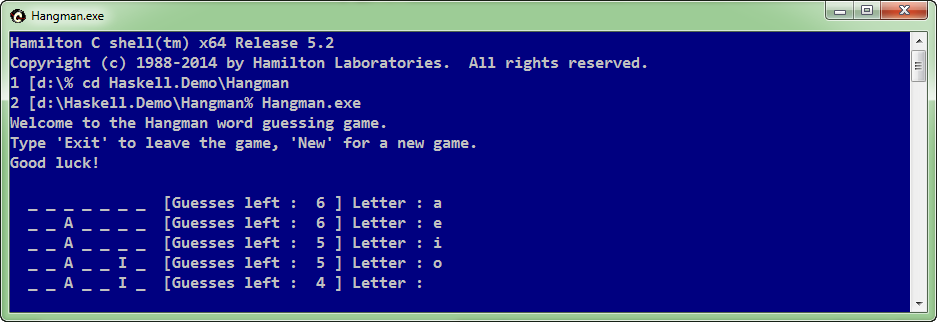 Hangman.exe
Hamilton C shell(tm) x64 Release 5.2
Copyright (c) 1988-2014 by Hamilton Laboratories.  All rights reserved.
1 [d:\% cd Haskell.Demo\Hangman
2 [d:\Haskell.Demo\Hangman% Hangman.exe
Welcome to the Hangman word guessing game.
Type 'Exit' to leave the game, 'New' for a new game.
Good luck!
_ _ _ _ _ _ _  [Guesses left :  6 ] Letter : a
_ _ A _ _ _ _  [Guesses left :  6 ] Letter : e
_ _ A _ _ _ _  [Guesses left :  5 ] Letter : i
_ _ A _ _ I _  [Guesses left :  5 ] Letter : o
_ _ A _ _ I _  [Guesses left :  4 ] Letter :